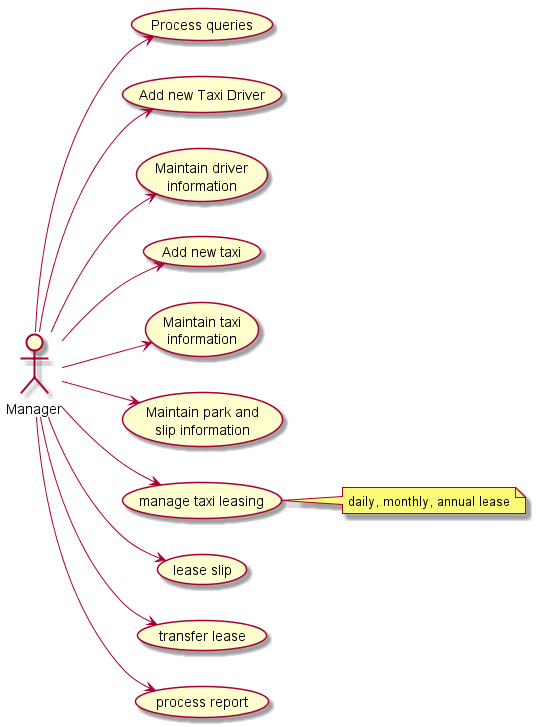 Process queries
Add new Taxi Driver
Maintain driver
information
Add new taxi
Maintain taxi
information
Manager
Maintain park and
slip information
manage taxi leasing
daily, monthly, annual lease
lease slip
transfer lease
process report